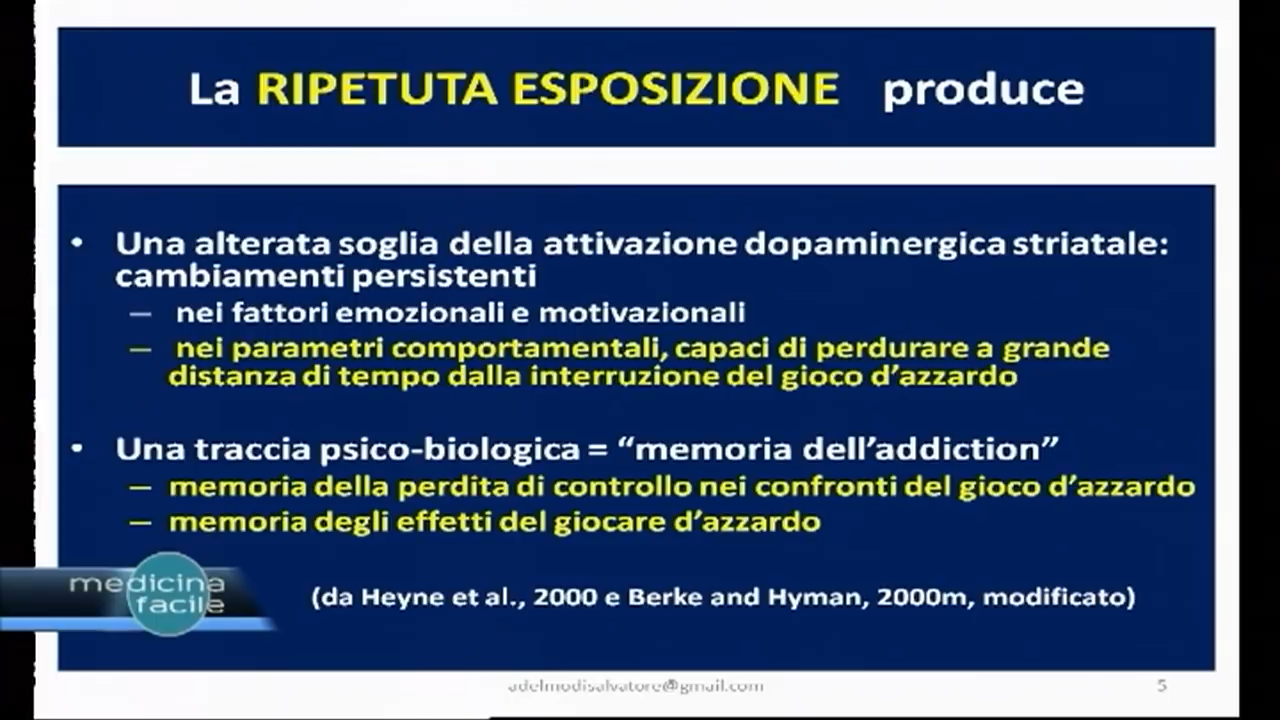 La RIPETUTA ESPOSIZIONE produce
• Una alterata soglia della attivazione dopaminergica striatale:
cambiamenti persistenti
— nei fattori emozionali e motivazionali
— nei parametri comportamentali, capaci di perdurare a grande
distanza di tempo dalla interruzione del gioco d’azzardo
• Una traccia psico-biologica = “memoria dell’addiction”
— memoria della perdita di controllo nei confronti del gioco d’azzardo
— memoria degli effetti del giocare d’azzardo
medicina
facile
(da Heyne et al., 2000 e Berke and Hyman, 2000m, modificato)
adelmodisalvatore@gmail.com
5